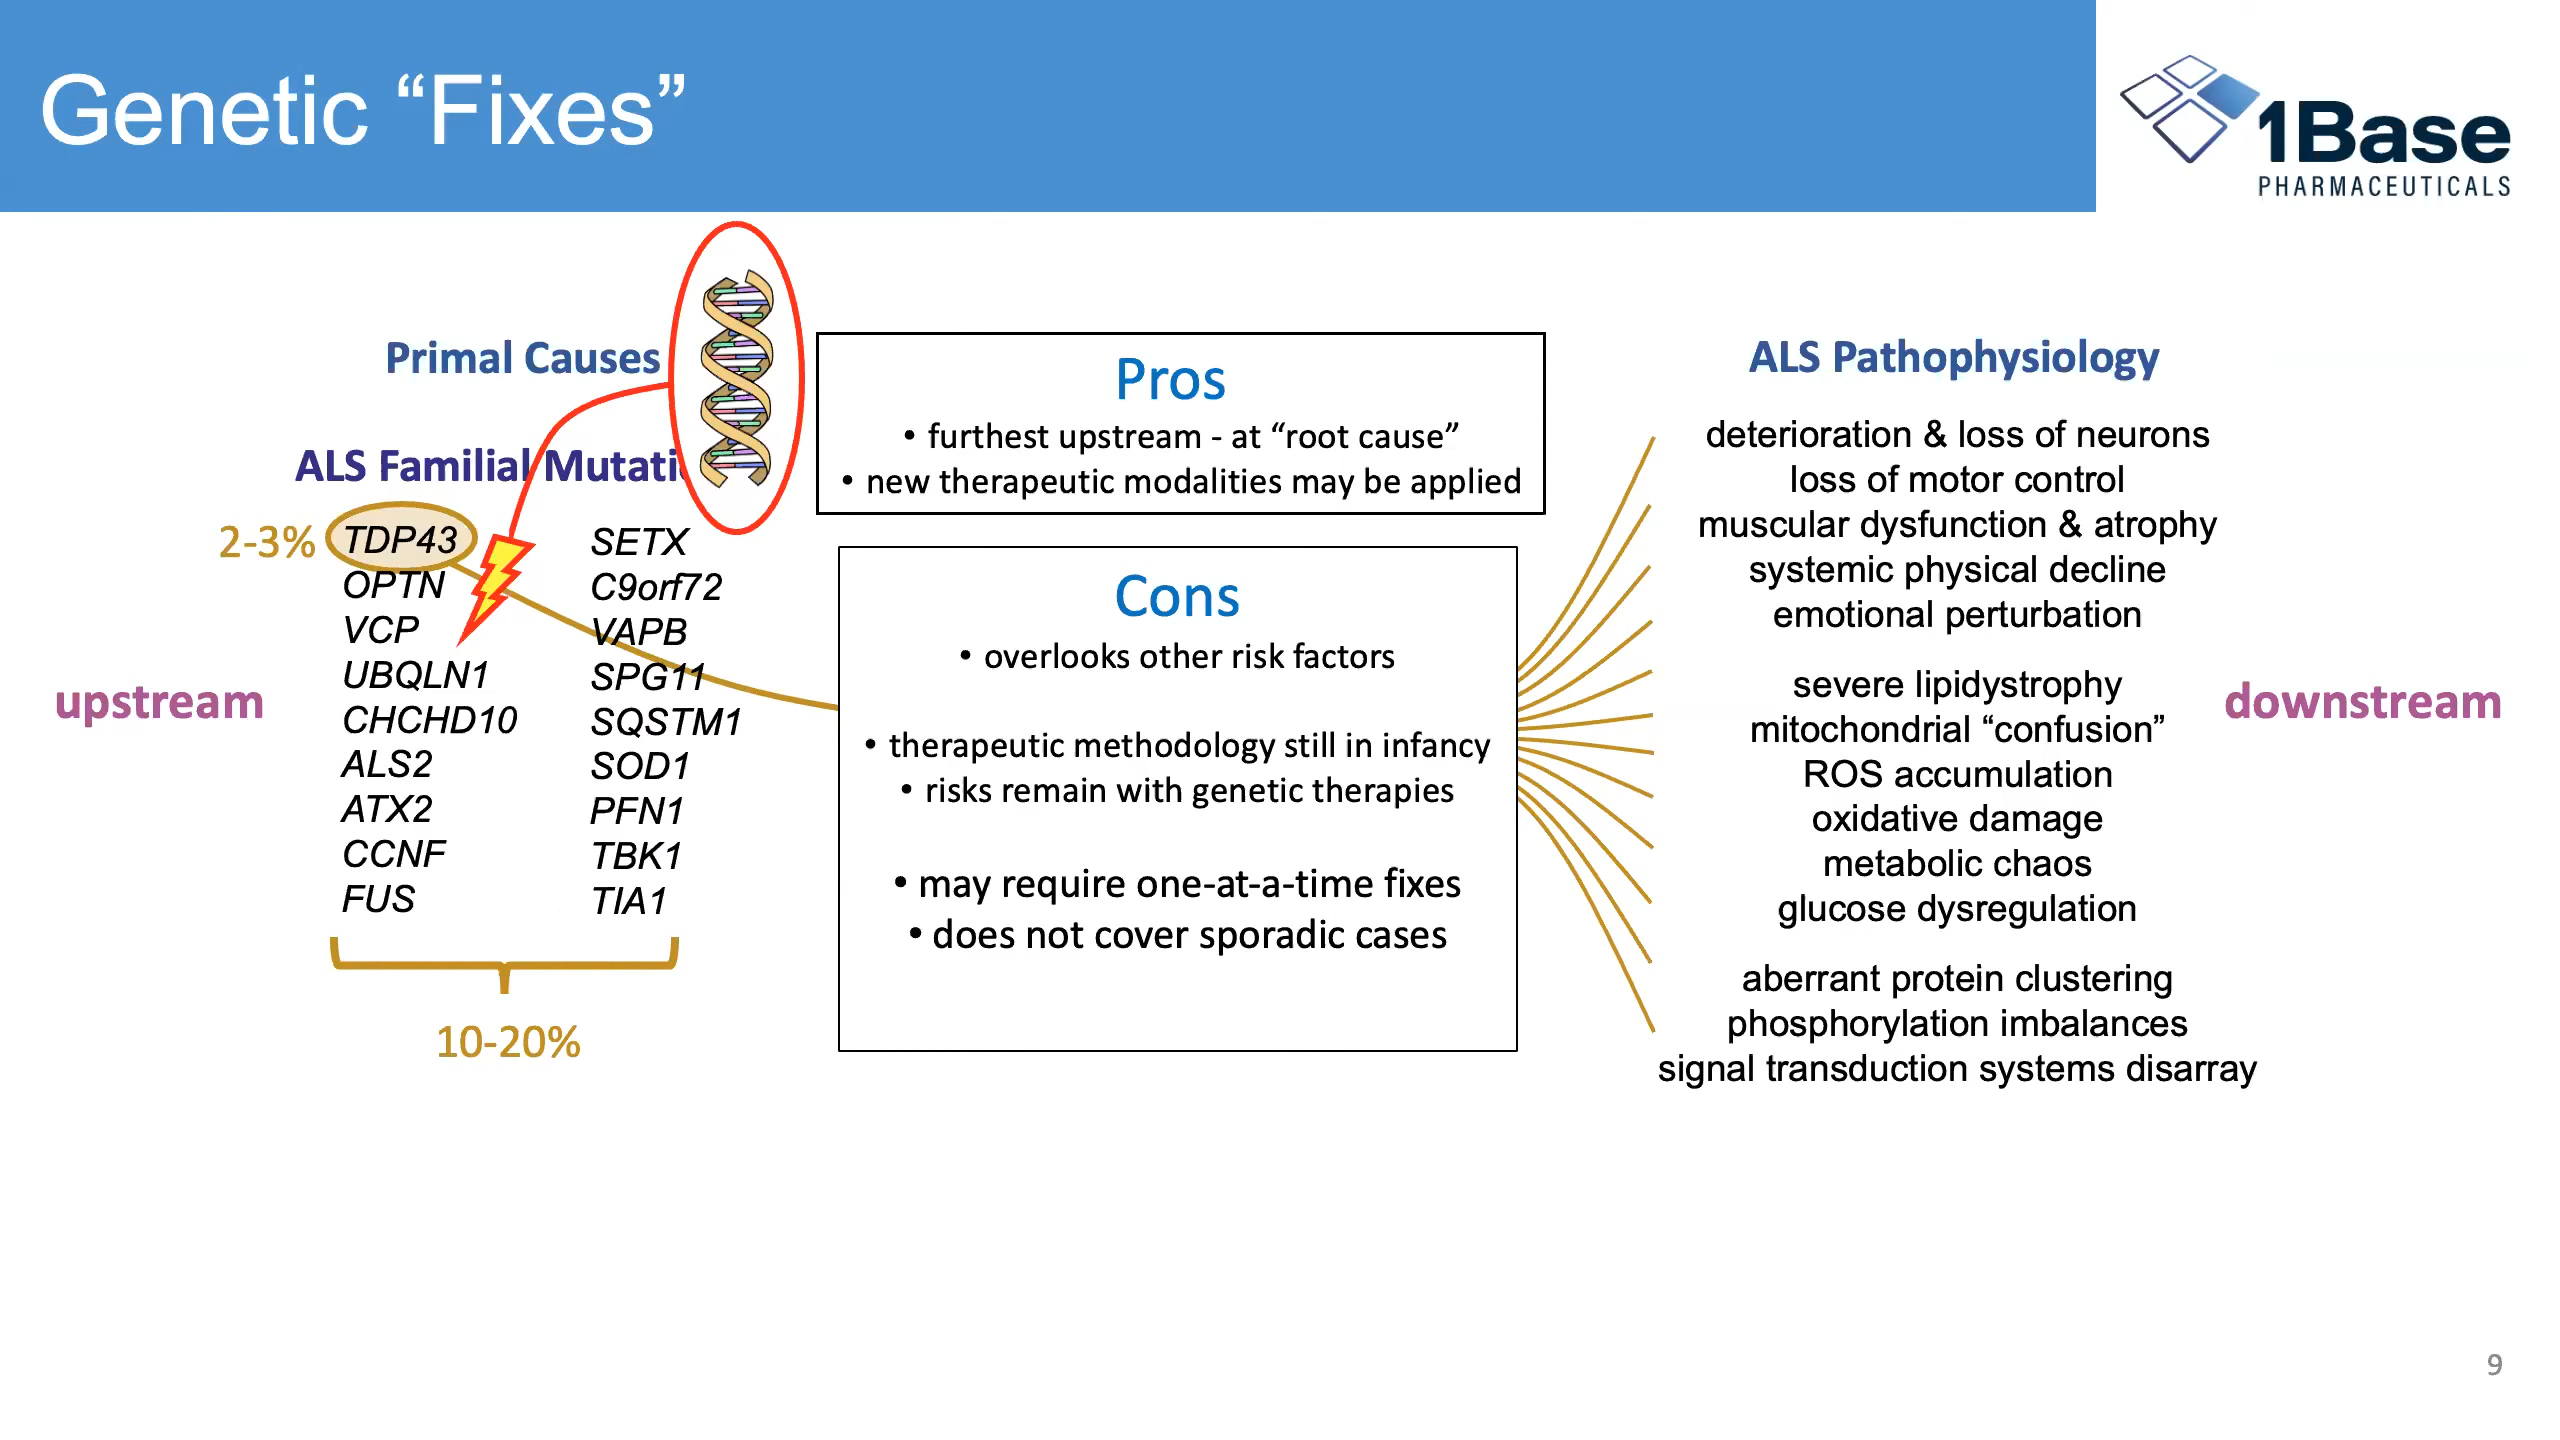 Genetic “Fixes”
1Base
PHARMACEUTICALS
Primal Causes
ALS Familial Mutati
2-3%
TDP43
OPTN
VCP
UBQLN1
CHCHD10
ALS2
ATX2
CCNF
FUS
SETX
C9orf72
VAPB
SPG11
SQSTM1
SOD1
PFN1
TBK1
TIA1
10-20%
upstream
Pros
• furthest upstream - at “root cause”
• new therapeutic modalities may be applied
Cons
• overlooks other risk factors
• therapeutic methodology still in infancy
• risks remain with genetic therapies
• may require one-at-a-time fixes
• does not cover sporadic cases
ALS Pathophysiology
deterioration & loss of neurons
loss of motor control
muscular dysfunction & atrophy
systemic physical decline
emotional perturbation
severe lipidystrophy
mitochondrial “confusion”
ROS accumulation
oxidative damage
metabolic chaos
glucose dysregulation
aberrant protein clustering
phosphorylation imbalances
signal transduction systems disarray
downstream
9